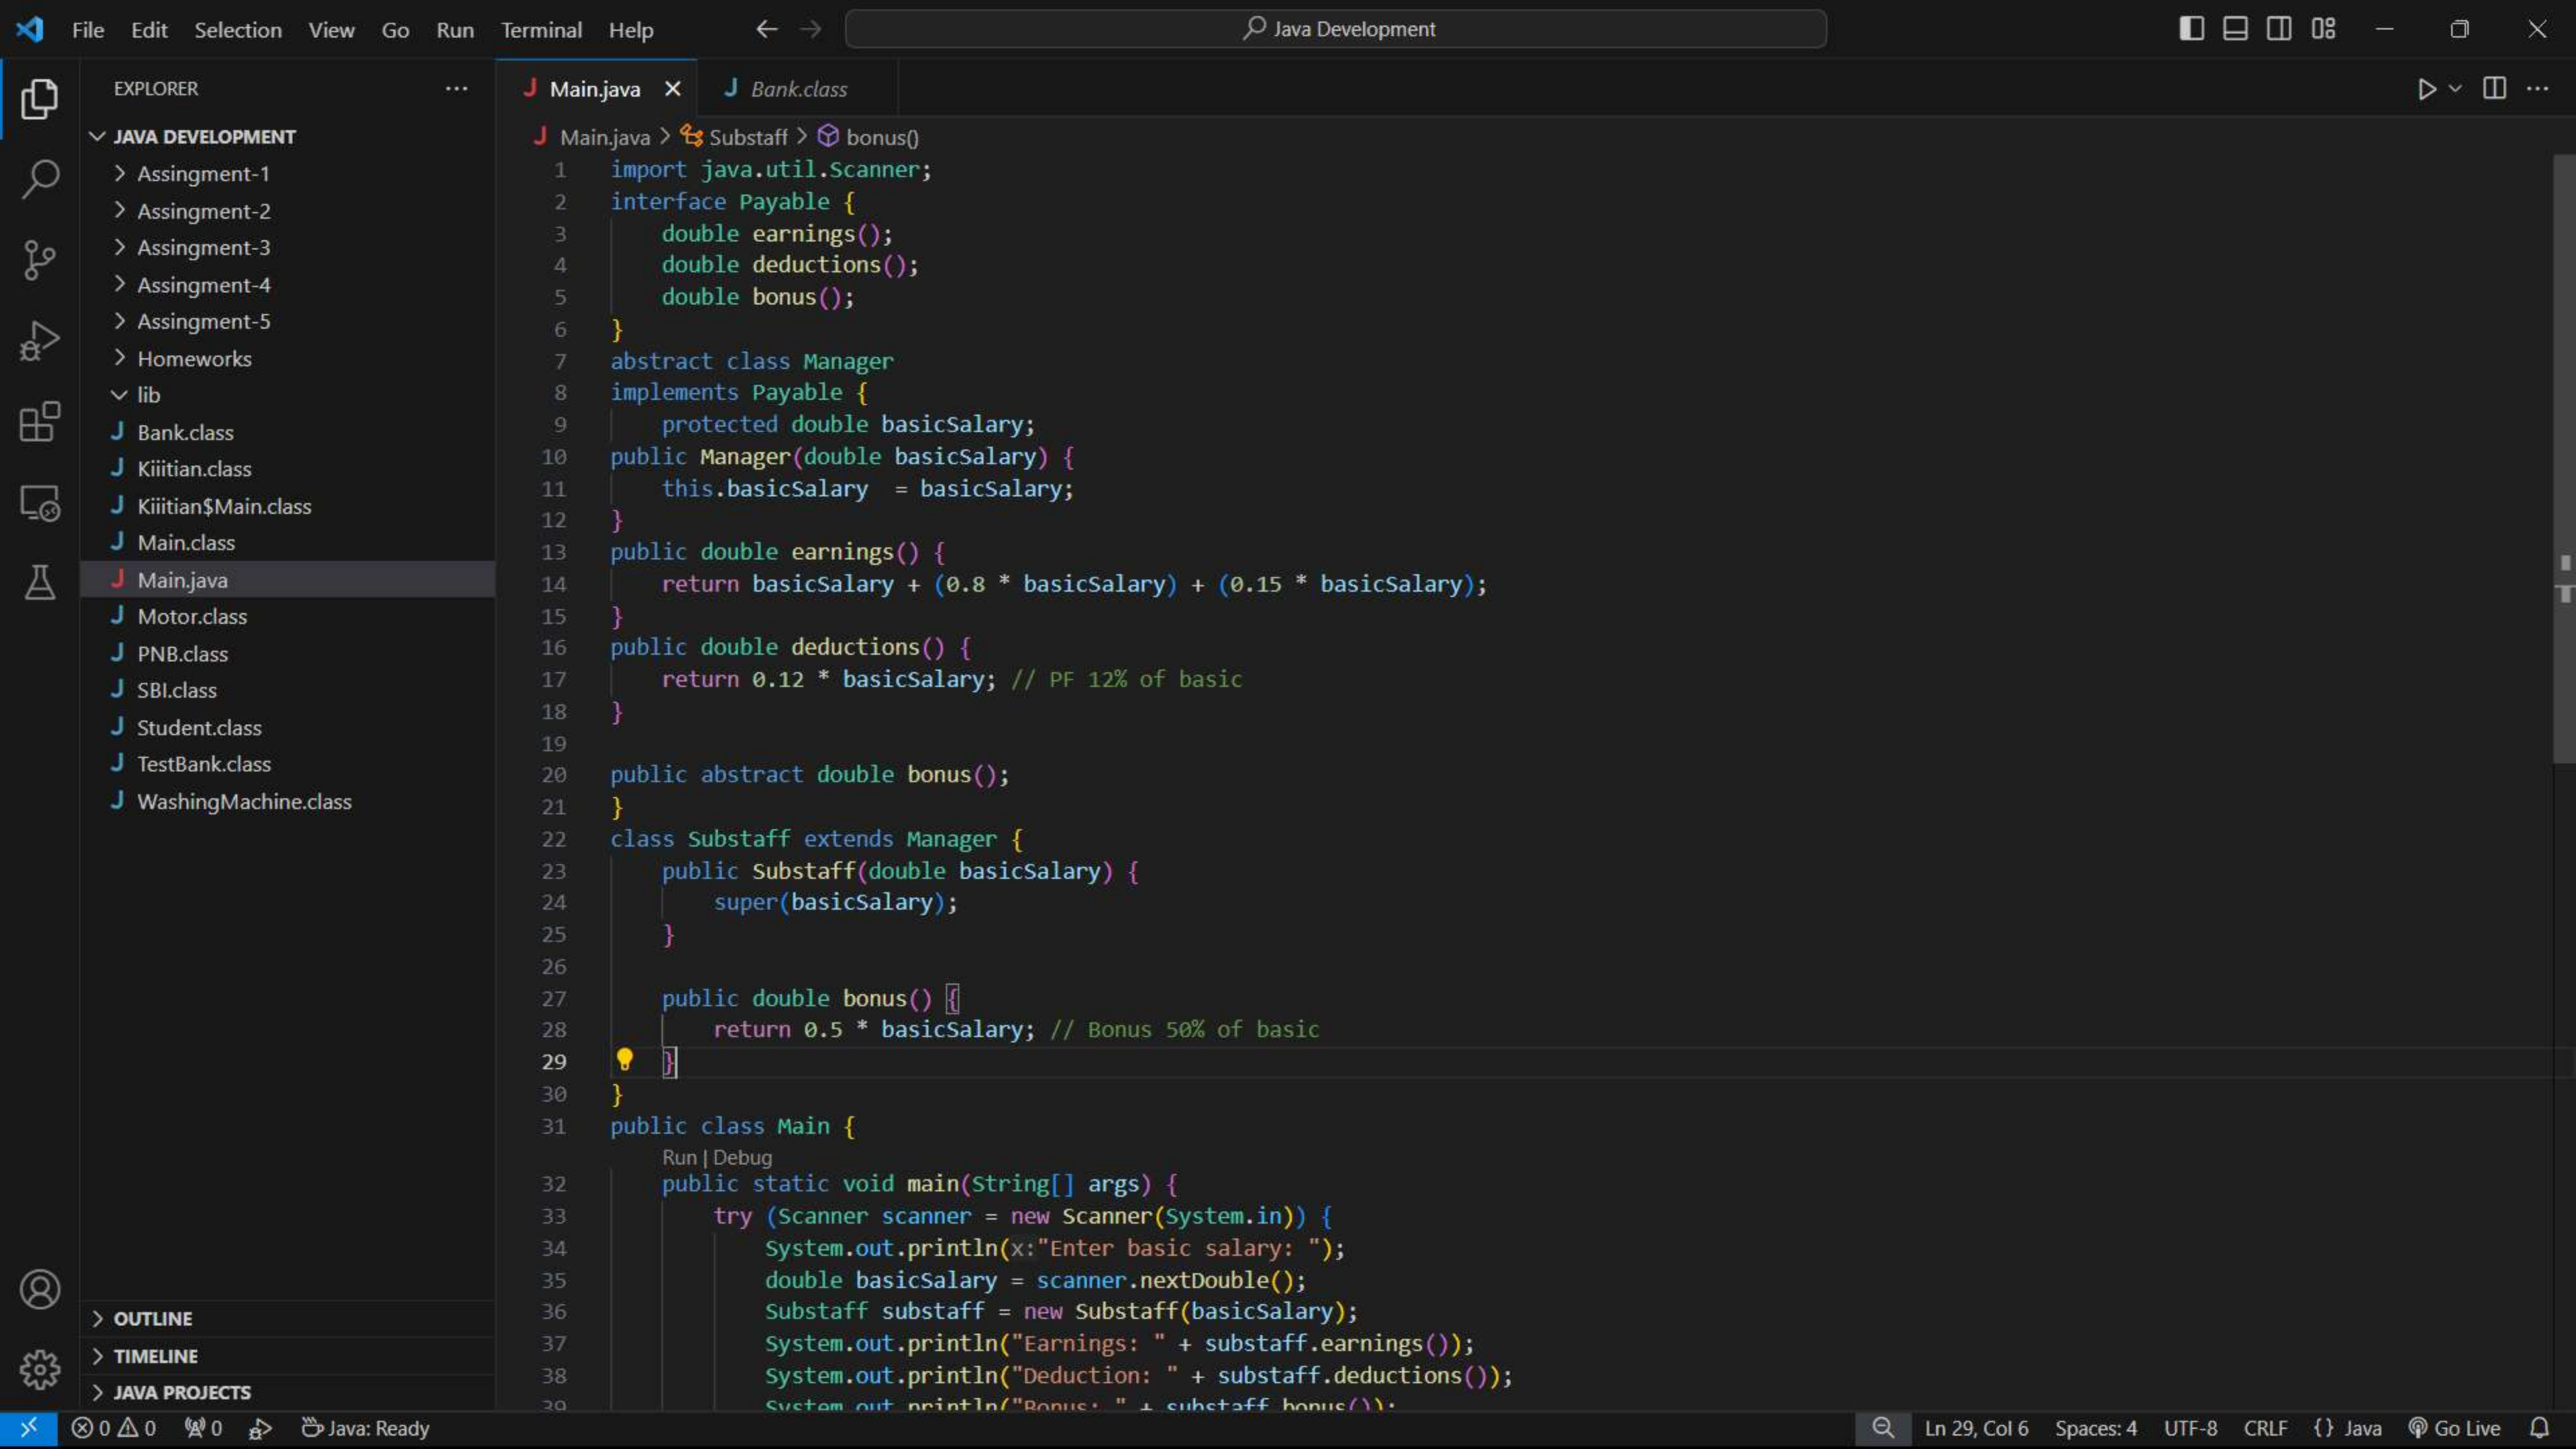 File Edit Selection View Go Run Terminal Help
Java Development
EXPLORER
JAVA DEVELOPMENT
Assingment-1
Assingment-2
Assingment-3
Assingment-4
Assingment-5
Homeworks
lib
J Bank.class
J Kiiitian.class
J Kiiitian$Main.class
J Main.class
J Main.java
J Motor.class
J PNB.class
J SBI.class
J Student.class
J TestBank.class
J WashingMachine.class
OUTLINE
TIMELINE
JAVA PROJECTS
J Main.java J Bank.class
J Main.java > Substaff > bonus()
1 import java.util.Scanner;
2 interface Payable {
3 double earnings();
4 double deductions();
5 double bonus();
6 }
7 abstract class Manager
8 implements Payable {
9 protected double basicSalary;
10 public Manager(double basicSalary) {
11 this.basicSalary  = basicSalary;
12 }
13 public double earnings() {
14 return basicSalary + (0.8 * basicSalary) + (0.15 * basicSalary);
15 }
16 public double deductions() {
17 return 0.12 * basicSalary; // PF 12% of basic
18 }
19
20 public abstract double bonus();
21 }
22 class Substaff extends Manager {
23 public Substaff(double basicSalary) {
24 super(basicSalary);
25 }
26
27 public double bonus() {
28 return 0.5 * basicSalary; // Bonus 50% of basic
29 }
30 }
31 public class Main {
Run | Debug
32 public static void main(String[] args) {
33 try (Scanner scanner = new Scanner(System.in)) {
34 System.out.println(x:"Enter basic salary: ");
35 double basicSalary = scanner.nextDouble();
36 Substaff substaff = new Substaff(basicSalary);
37 System.out.println("Earnings: " + substaff.earnings());
38 System.out.println("Deduction: " + substaff.deductions());
39 System.out.println("Bonus: " + substaff.bonus());
0 0 0 Java: Ready Ln 29, Col 6 Spaces: 4 UTF-8 CRLF {} Java Go Live